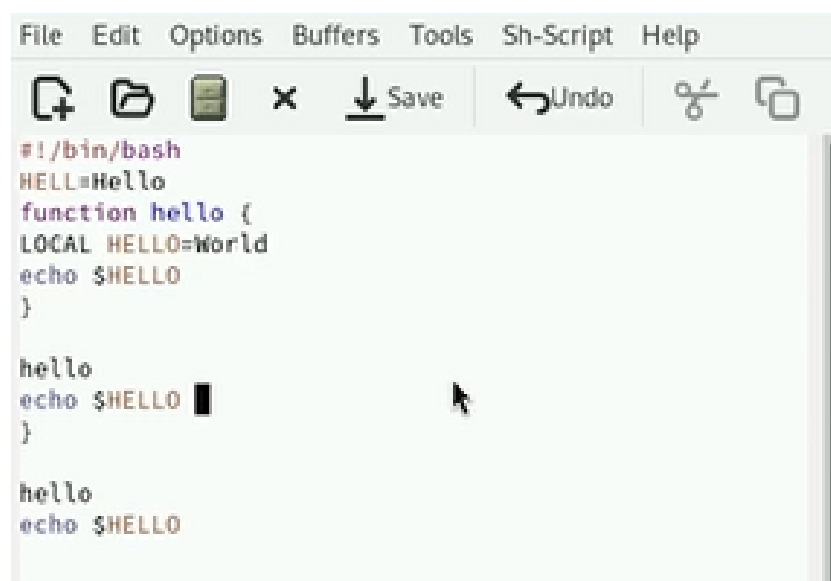 File Edit Options Buffers Tools Sh-Script Help
Save Undo
#!/bin/bash
HELL=Hello
function hello {
LOCAL HELLO=World
echo $HELLO
}
hello
echo $HELLO
}
hello
echo $HELLO